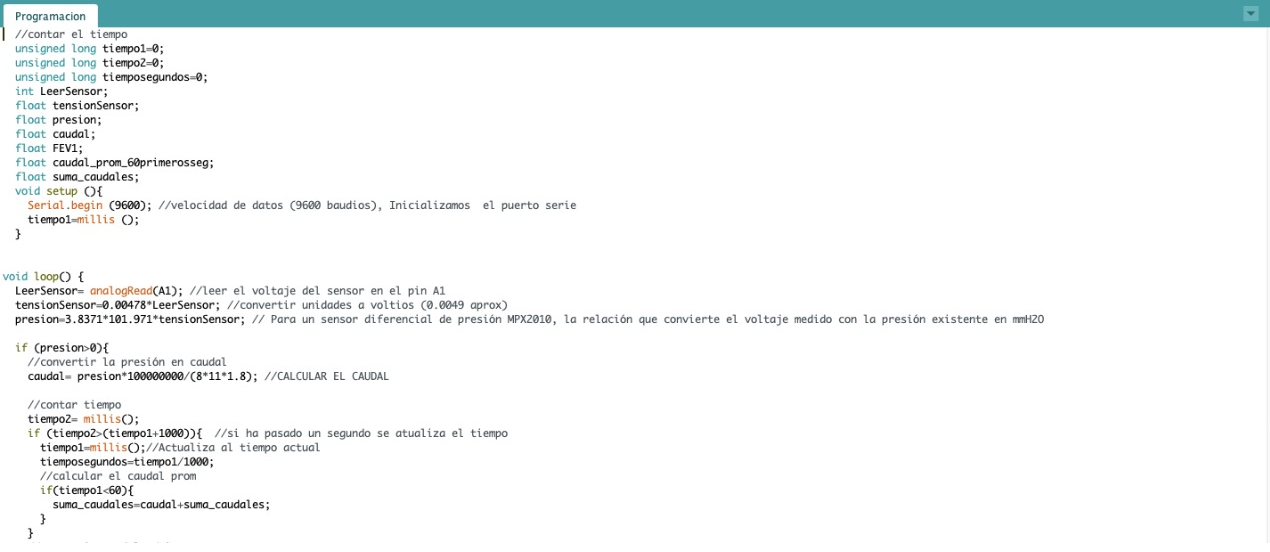 Programacion
//contar el tiempo
unsigned long tiempo1=0;
unsigned long tiempo2=0;
unsigned long tiemposegundos=0;
int LeerSensor;
float tensionSensor;
float presion;
float caudal;
float FEV1;
float caudal_prom_60primerosseg;
float suma_caudales;
void setup (){
Serial.begin (9600); //velocidad de datos (9600 baudios), Inicializamos  el puerto serie
tiempo1=millis ();
}
void loop() {
LeerSensor= analogRead(A1); //leer el voltaje del sensor en el pin A1
tensionSensor=0.00478*LeerSensor; //convertir unidades a voltios (0.0049 aprox)
presion=3.8371*101.971*tensionSensor; // Para un sensor diferencial de presión MPX2010, la relación que convierte el voltaje medido con la presión existente en mmH2O
if (presion>0){
//convertir la presión en caudal
caudal= presion*100000000/(8*11*1.8); //CALCULAR EL CAUDAL
//contar tiempo
tiempo2= millis();
if (tiempo2>(tiempo1+1000)){  //si ha pasado un segundo se atualiza el tiempo
tiempo1=millis();//Actualiza al tiempo actual
tiemposegundos=tiempo1/1000;
//calcular el caudal prom
if(tiempo1<60){
suma_caudales=caudal+suma_caudales;
}
}